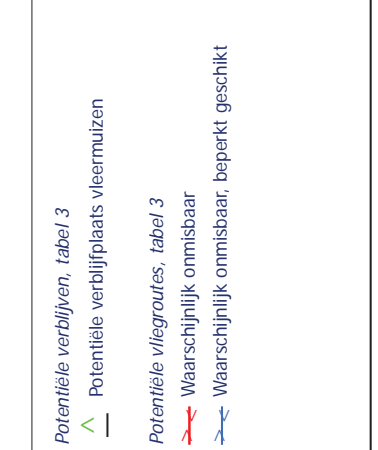 Potentiële verblijven, tabel 3
Potentiële verblijfplaats vleermuizen
Potentiële vliegroutes, tabel 3
Waarschijnlijk onmisbaar
Waarschijnlijk onmisbaar, beperkt geschikt